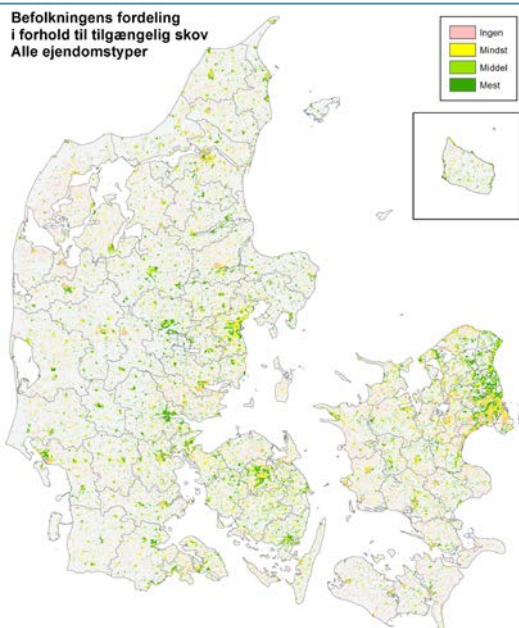 Befolkningens fordeling
i forhold til tilgængelig skov
Alle ejendomstyper
Ingen
Mindst
Middel
Mest